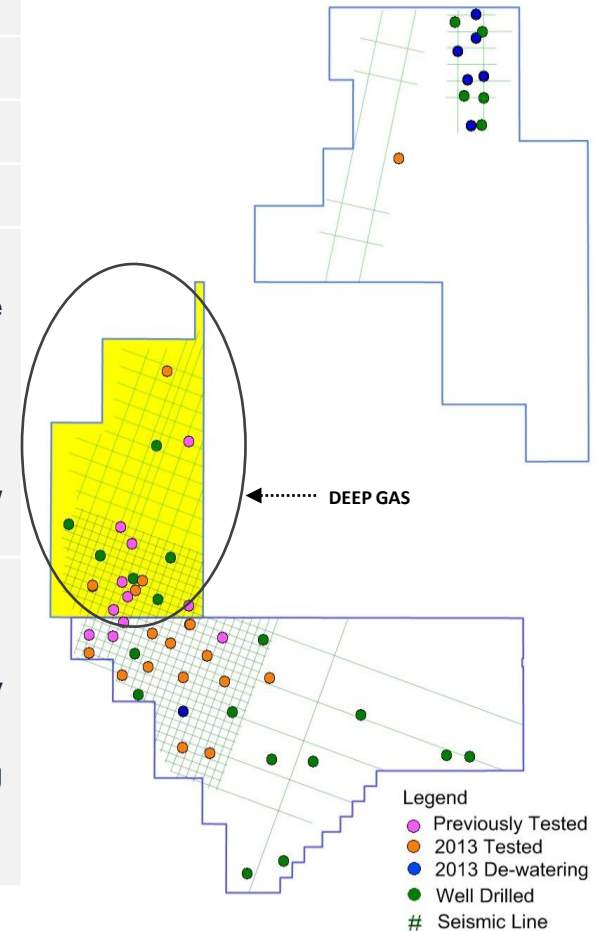 DEEP GAS
Legend
Previously Tested
2013 Tested
2013 De-watering
Well Drilled
# Seismic Line